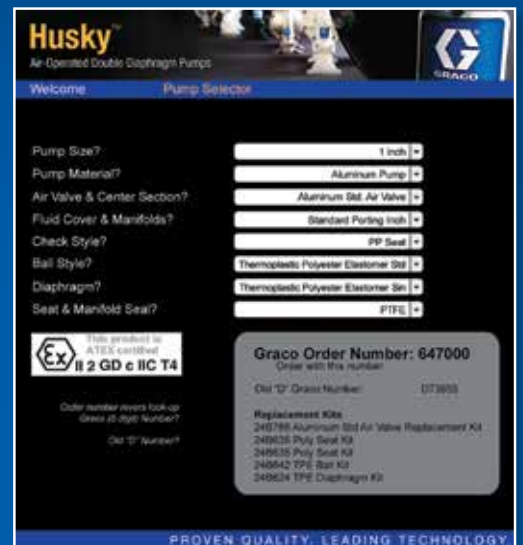 Husky™
Air-Operated Double Diaphragm Pumps
GRACO
Welcome Pump Selector
Pump Size? 1 inch
Pump Material? Aluminum Pump
Air Valve & Center Section? Aluminum Std. Air Valve
Fluid Cover & Manifolds? Standard Porting Inch
Check Style? PP Seat
Ball Style? Thermoplastic Polyester Elastomer Std
Diaphragm? Thermoplastic Polyester Elastomer Sin
Seat & Manifold Seal? PTFE
This product is
ATEX certified
Ex II 2 GD c IIC T4
Graco Order Number: 647000
Order with this number
Old "D" Graco Number:
Order number revers look-up
Graco (6 digit) Number?
Old "D" Number?
Replacement Kits
Aluminum Std Air Valve Replacement Kit
Poly Seat Kit
Poly Seat Kit
TPE Ball Kit
TPE Diaphragm Kit
PROVEN QUALITY. LEADING TECHNOLOGY